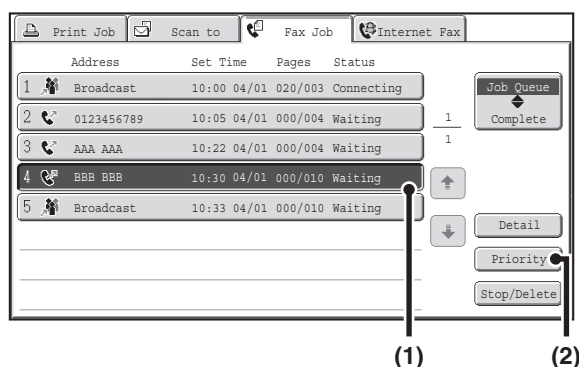 Print Job Scan to Fax Job Internet Fax
Address Set Time Pages Status
1 Broadcast 10:00 04/01 020/003 Connecting
2 0123456789 10:05 04/01 000/004 Waiting
3 AAA AAA 10:22 04/01 000/004 Waiting
4 BBB BBB 10:30 04/01 000/010 Waiting
5 Broadcast 10:33 04/01 000/010 Waiting
1
1
Job Queue
Complete
Detail
Priority
Stop/Delete
(1) (2)